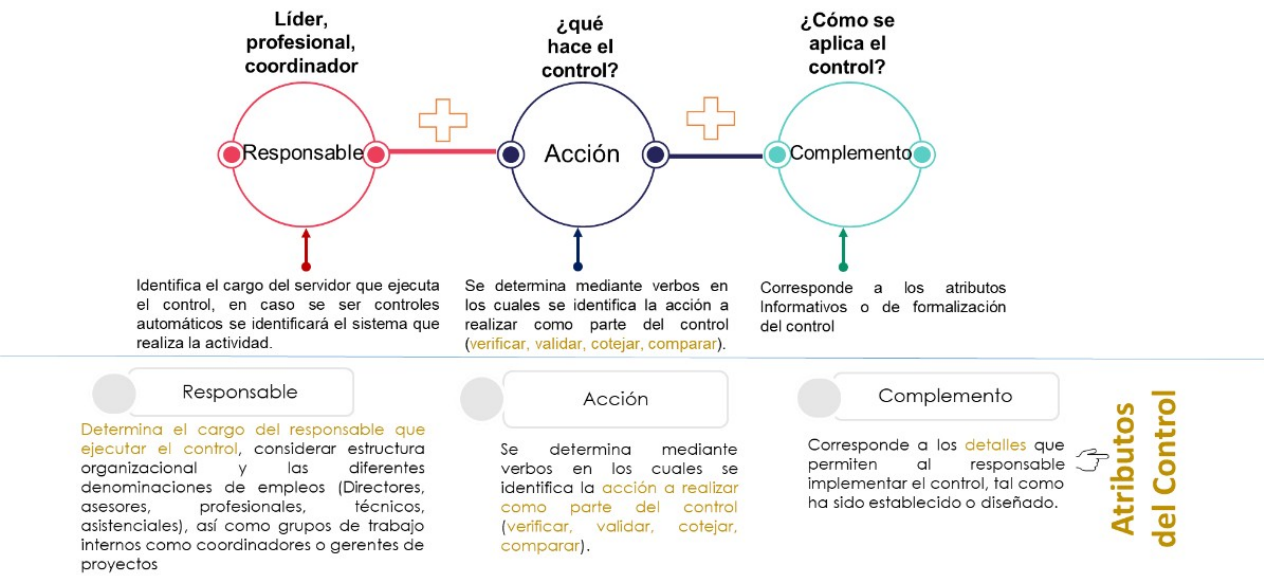 Líder,
profesional,
coordinador
¿qué
hace el
control?
¿Cómo se
aplica el
control?
Responsable
Acción
Complemento
Identifica el cargo del servidor que ejecuta
el control, en caso se ser controles
automáticos se identificará el sistema que
realiza la actividad.
Se determina mediante verbos en
los cuales se identifica la acción a
realizar como parte del control
(verificar, validar, cotejar, comparar).
Corresponde a los atributos
Informativos o de formalización
del control
Responsable
Determina el cargo del responsable que
ejecutar el control, considerar estructura
organizacional y las diferentes
denominaciones de empleos (Directores,
asesores, profesionales, técnicos,
asistenciales), así como grupos de trabajo
internos como coordinadores o gerentes de
proyectos
Acción
Se determina mediante
verbos en los cuales se
identifica la acción a realizar
como parte del control
(verificar, validar, cotejar,
comparar).
Complemento
Corresponde a los detalles que
permiten al responsable
implementar el control, tal como
ha sido establecido o diseñado.
Atributos
del Control